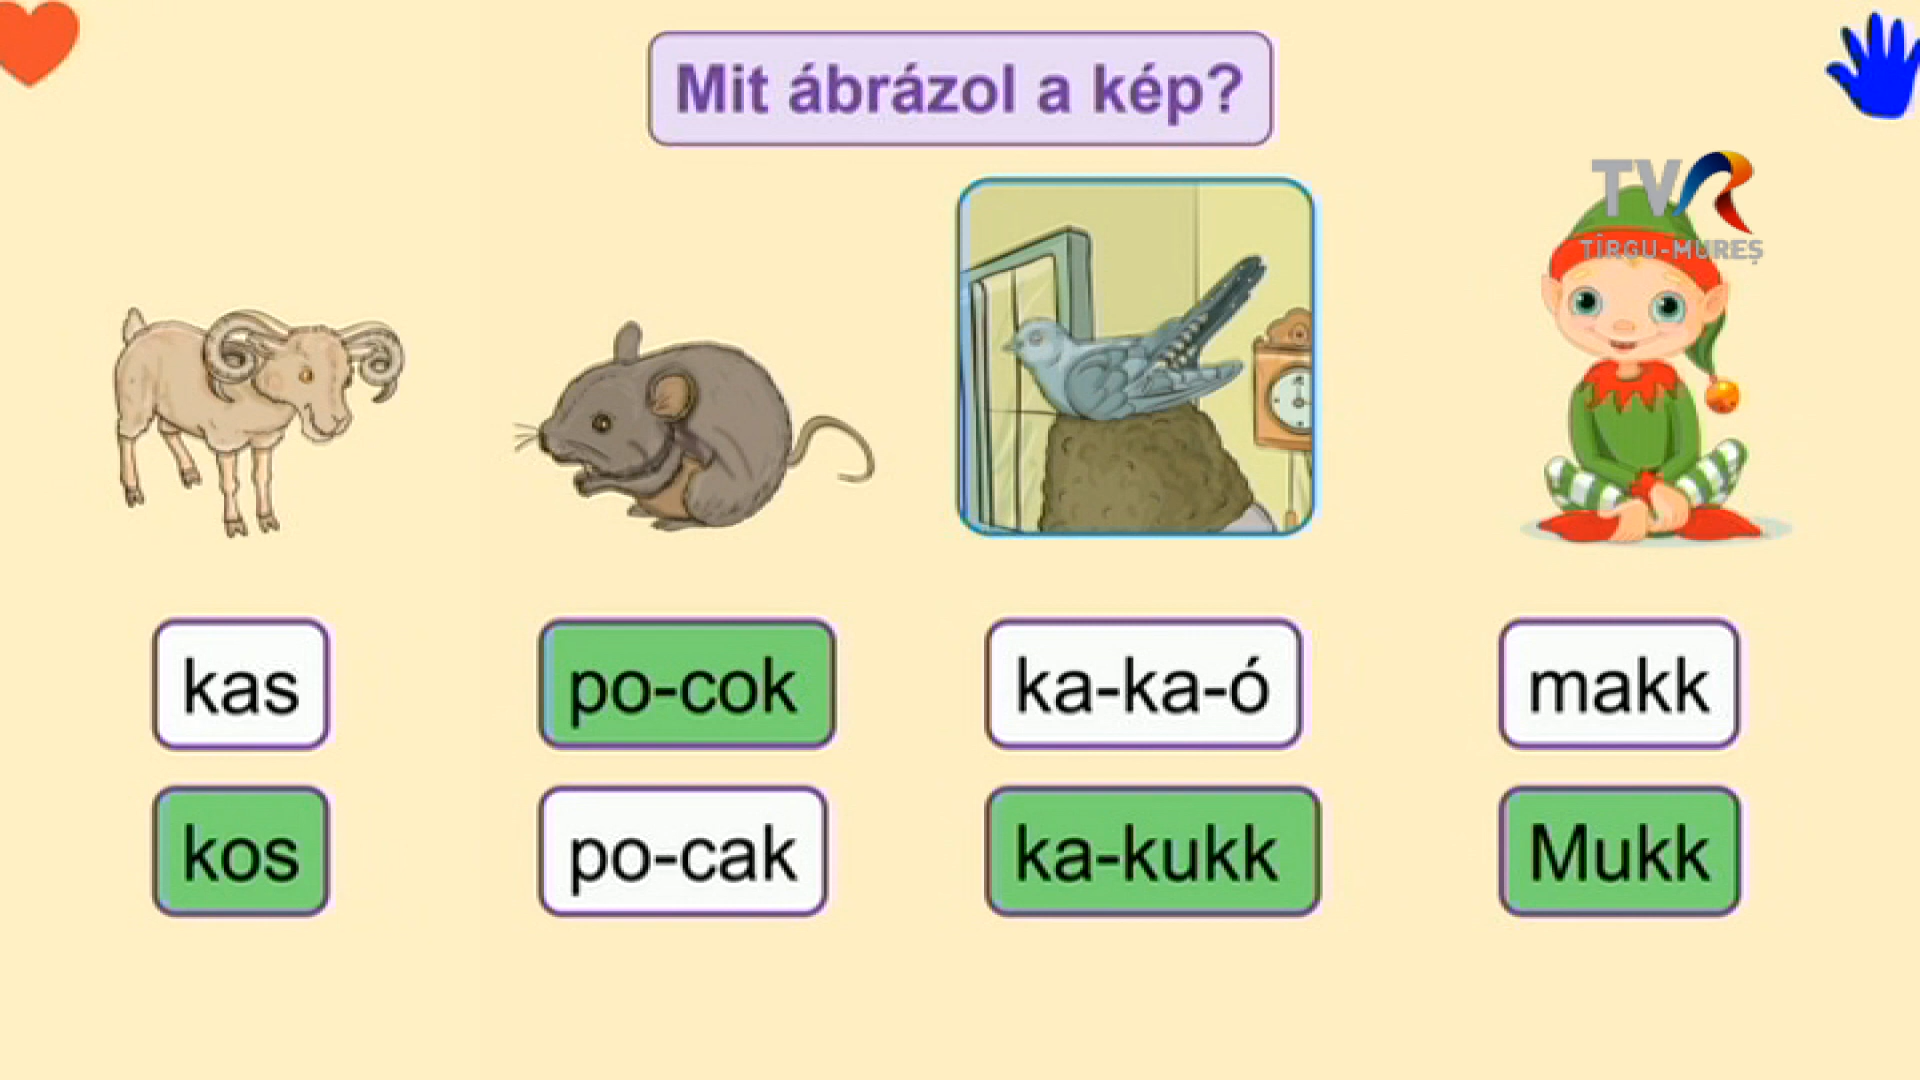 Mit ábrázol a kép?
TVR
TÎRGU-MUREȘ
kas
po-cok
ka-ka-ó
makk
kos
po-cak
ka-kukk
Mukk